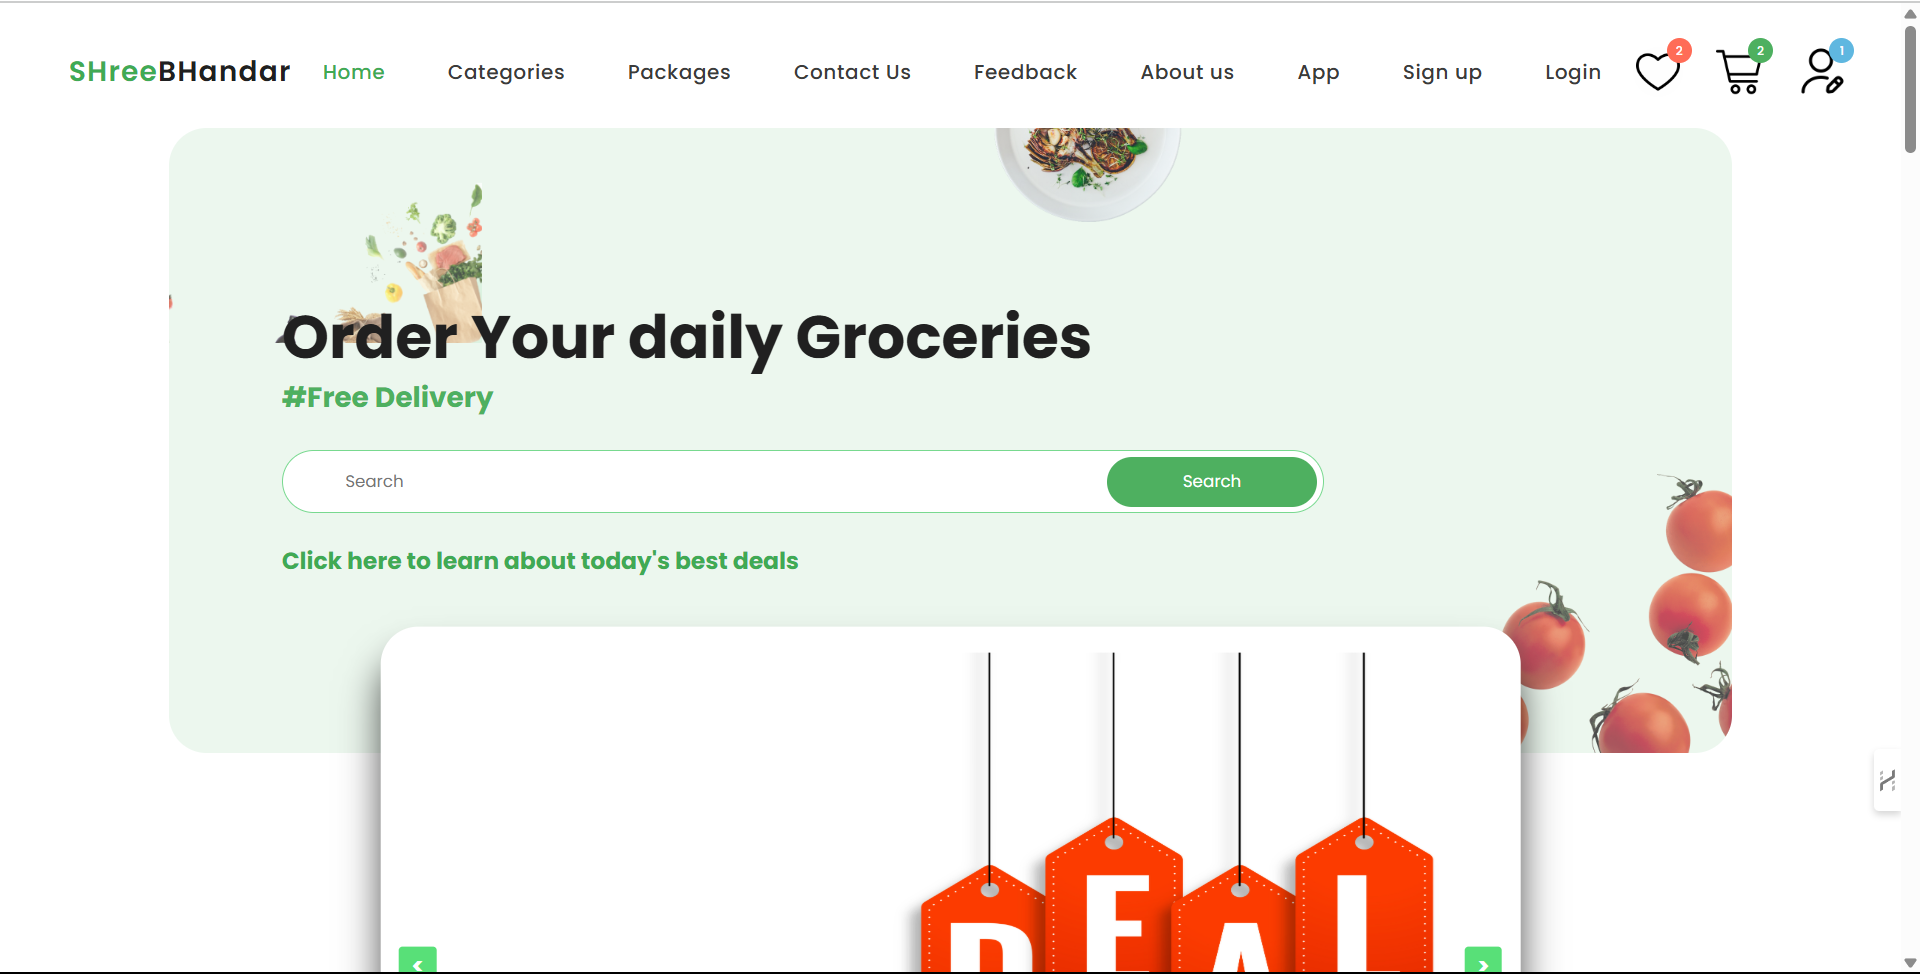 SHreeBHandar Home Categories Packages Contact Us Feedback About us App Sign up Login 2 2 1
Order Your daily Groceries
#Free Delivery
Search Search
Click here to learn about today's best deals
DEAL